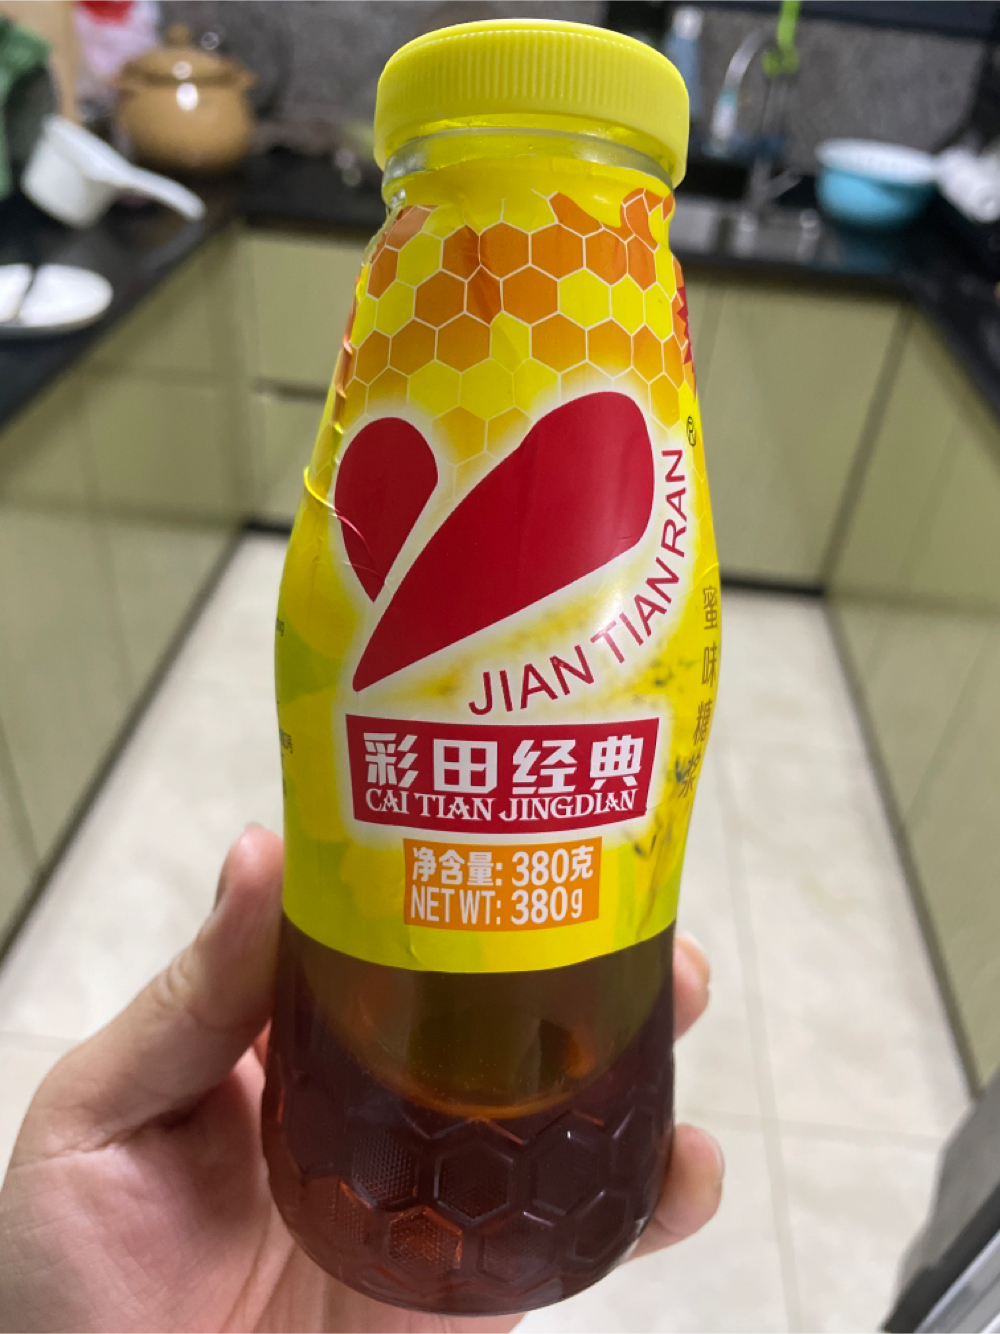 JIAN TIAN RAN
®
蜜味糖浆
彩田经典
CAI TIAN JINGDIAN
净含量: 380克
NET WT: 380g